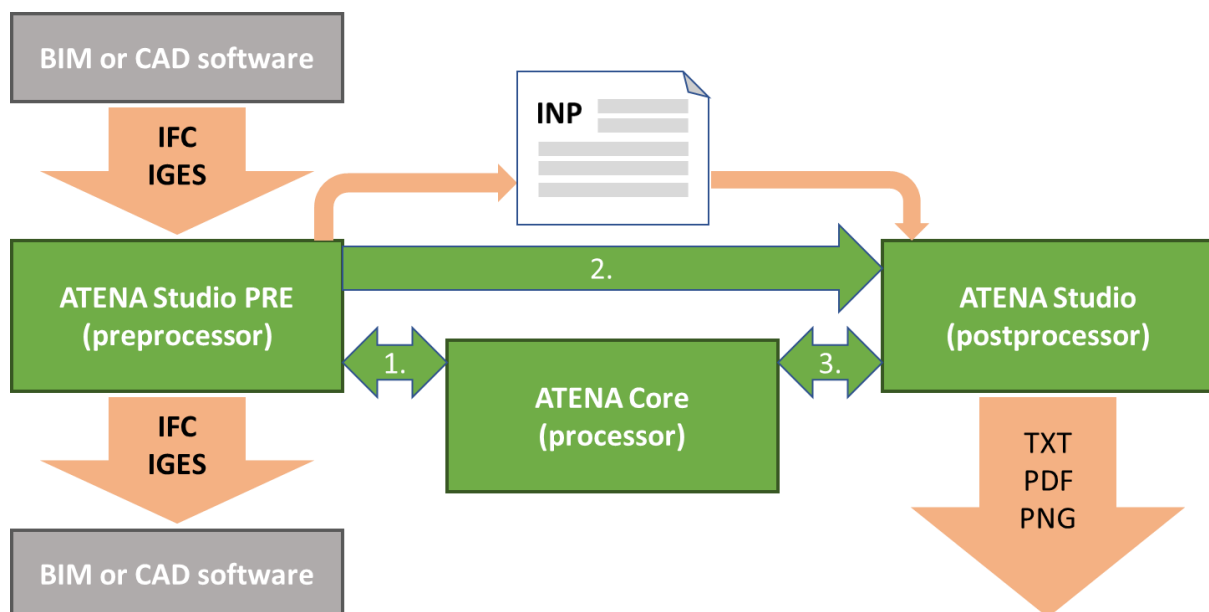 BIM or CAD software
IFC
IGES
INP
ATENA Studio PRE
(preprocessor)
2.
ATENA Studio
(postprocessor)
1.
3.
ATENA Core
(processor)
IFC
IGES
TXT
PDF
PNG
BIM or CAD software